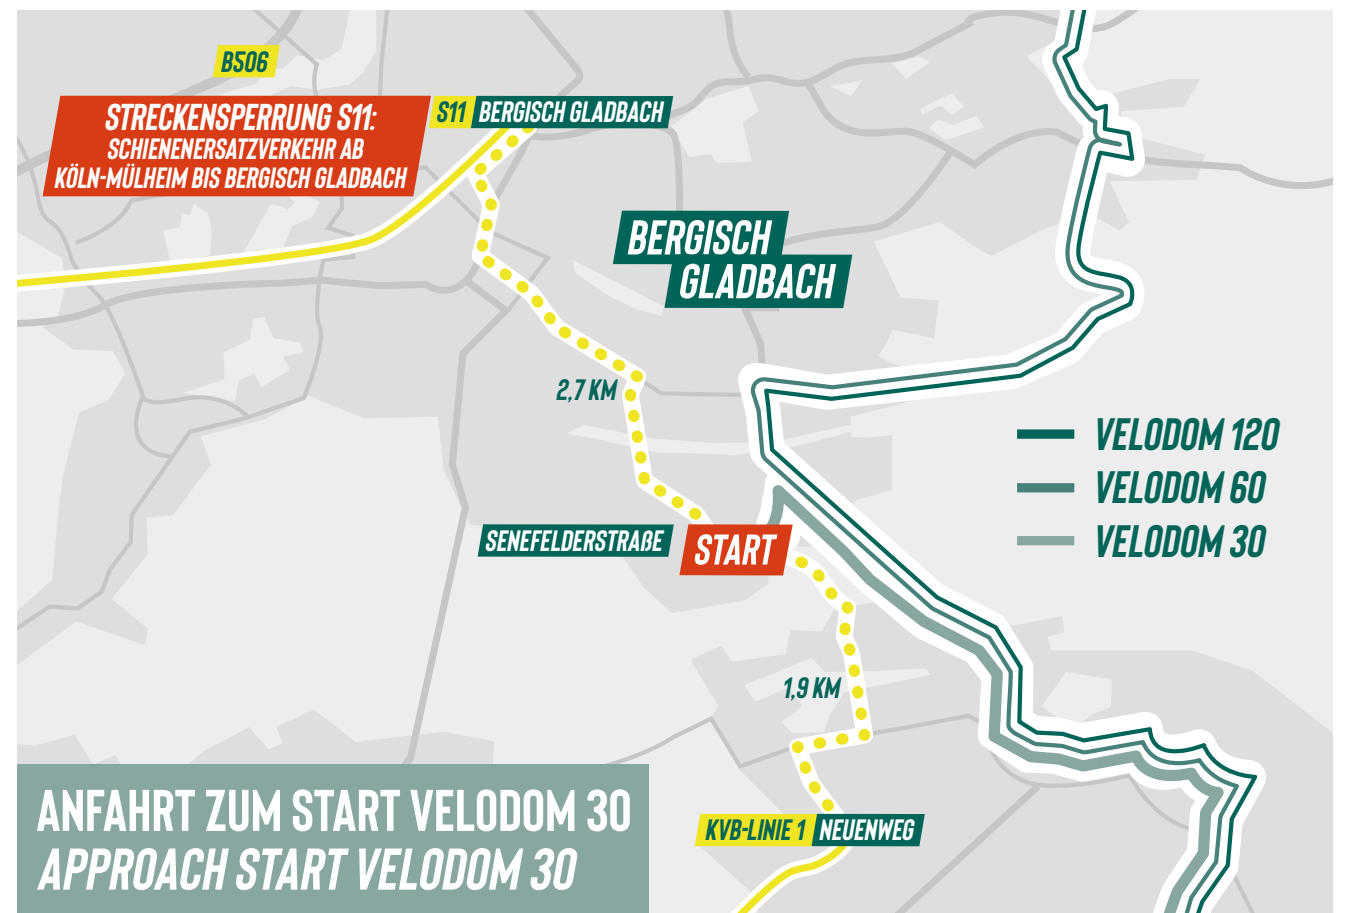 B506
STRECKENSPERRUNG S11:
SCHIENENERSATZVERKEHR AB
KÖLN-MÜLHEIM BIS BERGISCH GLADBACH
S11 BERGISCH GLADBACH
BERGISCH
GLADBACH
2,7 KM
VELODOM 120
VELODOM 60
VELODOM 30
SENEFELDERSTRAßE
START
1,9 KM
KVB-LINIE 1 NEUENWEG
ANFAHRT ZUM START VELODOM 30
APPROACH START VELODOM 30